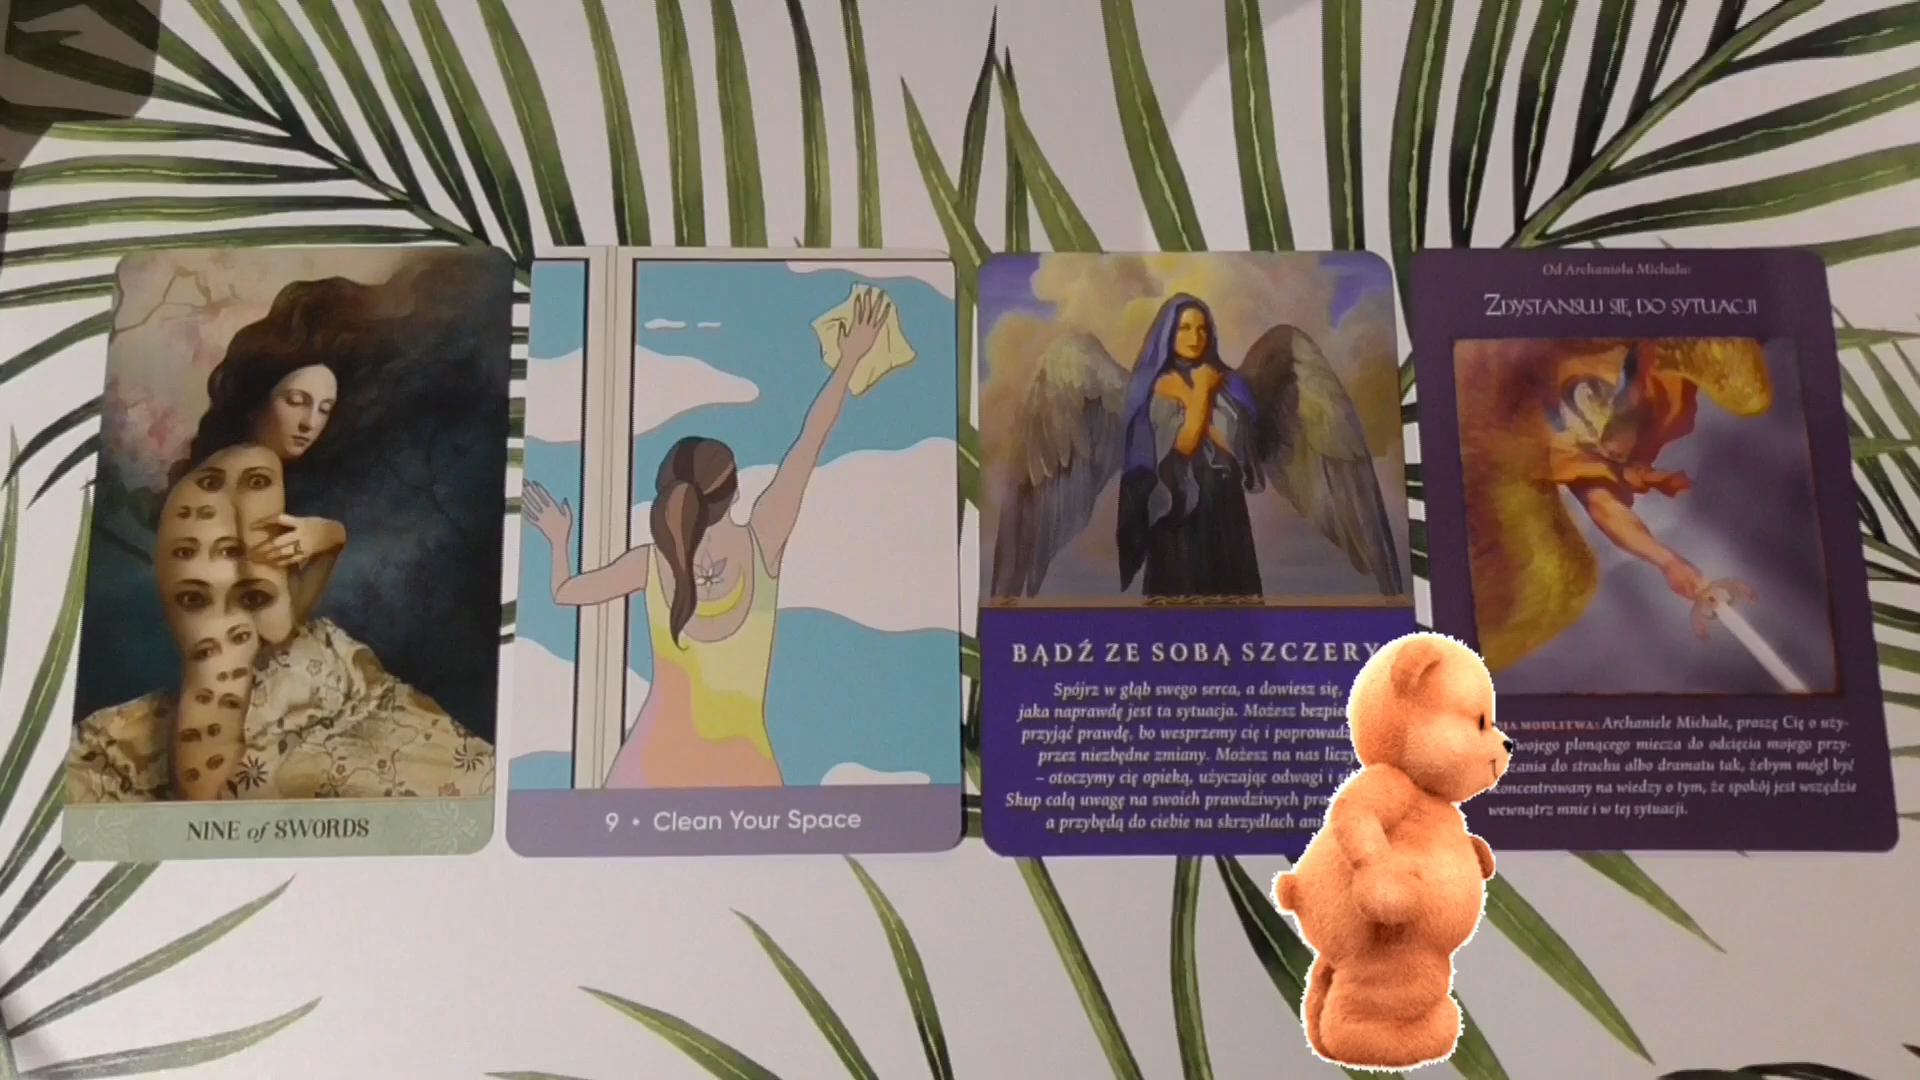 NINE of SWORDS
9 • Clean Your Space
BĄDŹ ZE SOBĄ SZCZERY
Spójrz w głąb swego serca, a dowiesz się,
jaka naprawdę jest ta sytuacja. Możesz
przyjąć prawdę, bo wesprzemy cię i
przez niezbędne zmiany. Możesz na nas
– otoczymy cię opieką, użyczając odwagi i
Skup całą uwagę na swoich prawdziwych
a przybędą do ciebie na skrzydłach
Od Archanioła Michała:
ZDYSTANSUJ SIĘ DO SYTUACJI
MODLITWA: Archaniele Michale, proszę Cię o uży-
Twojego płonącego miecza do odcięcia mojego przy-
zania do strachu albo dramatu tak, żebym mógł być
skoncentrowany na wiedzy o tym, że spokój jest wszędzie
wewnątrz mnie i w tej sytuacji.